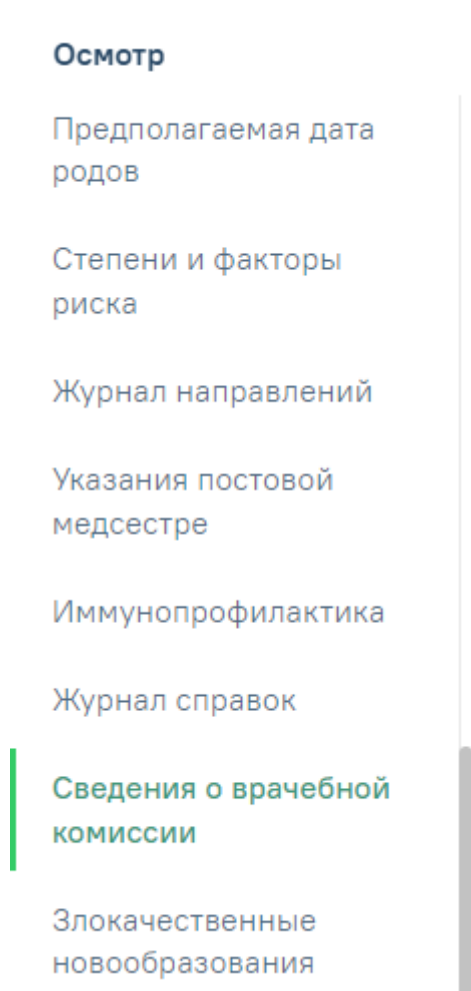 Осмотр
Предполагаемая дата
родов
Степени и факторы
риска
Журнал направлений
Указания постовой
медсестре
Иммунопрофилактика
Журнал справок
Сведения о врачебной
комиссии
Злокачественные
новообразования